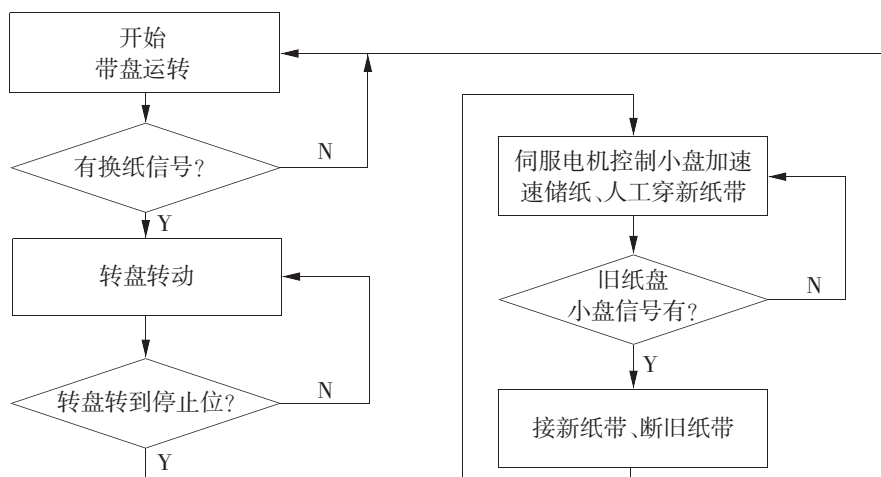 开始
带盘运转
有换纸信号?
N
Y
转盘转动
转盘转到停止位?
N
Y
伺服电机控制小盘加速
速储纸、人工穿新纸带
旧纸盘
小盘信号有?
N
Y
接新纸带、断旧纸带